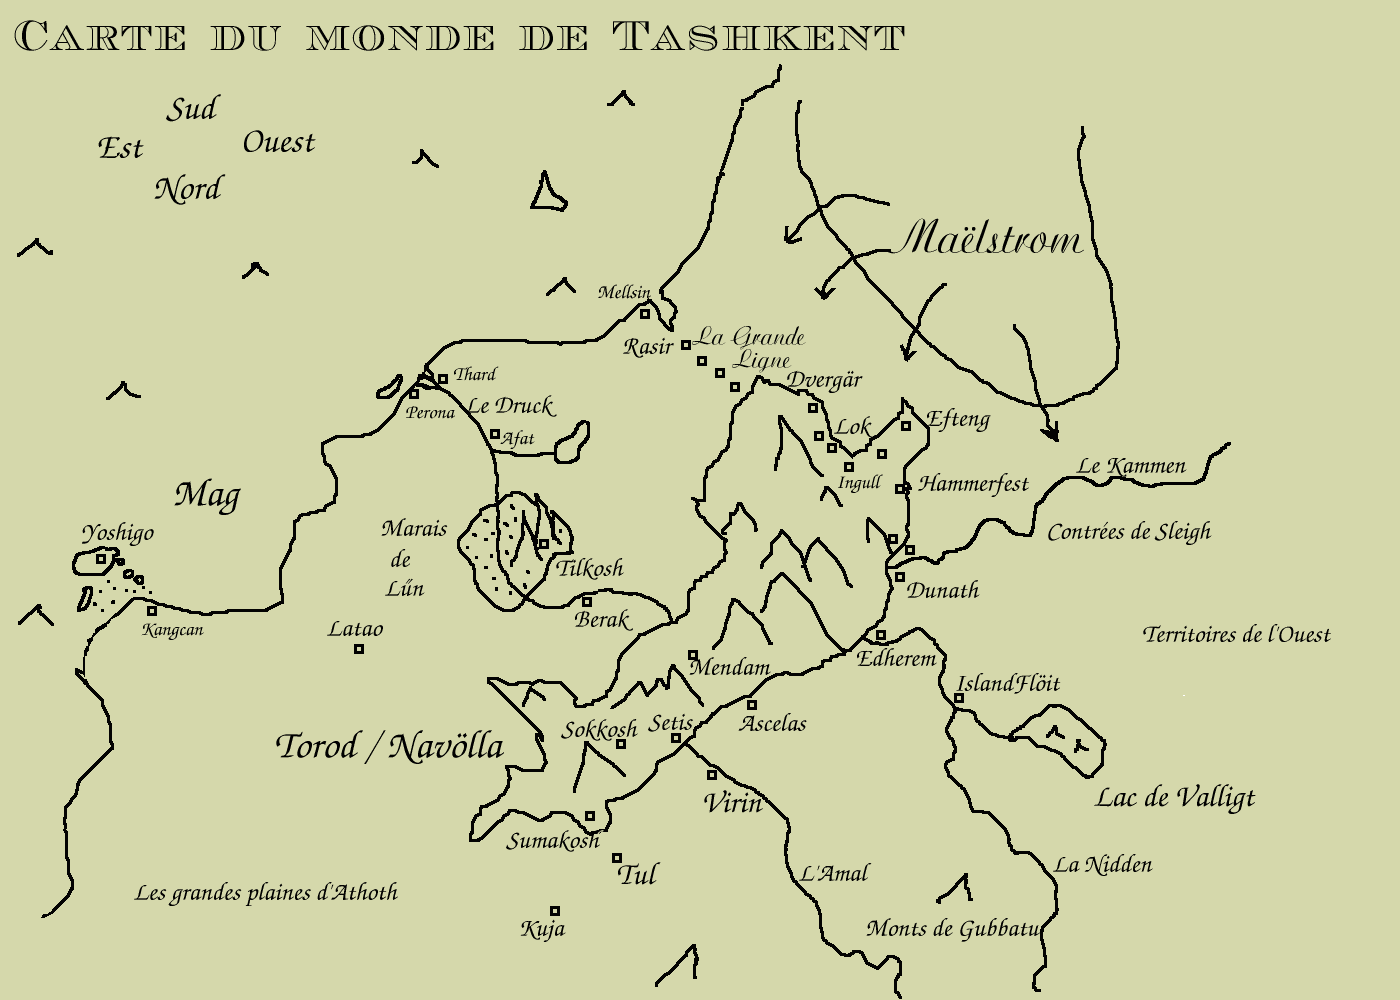 CARTE DU MONDE DE TASHKENT
Sud
Est
Ouest
Nord
Maëlstrom
Mellsin
Rasir
La Grande
Ligne
Thard
Perona
Le Druck
Afat
Dvergär
Lok
Efteng
Ingull
Hammerfest
Le Kammen
Contrées de Sleigh
Mag
Yoshigo
Kangcan
Marais
de
Lűn
Tilkosh
Berak
Dunath
Latao
Territoires de l'Ouest
Mendam
Edherem
IslandFlöit
Torod / Navölla
Sokkosh
Setis
Ascelas
Virin
Lac de Valligt
Sumakosh
Tul
L'Amal
La Nidden
Les grandes plaines d'Athoth
Kuja
Monts de Gubbatu